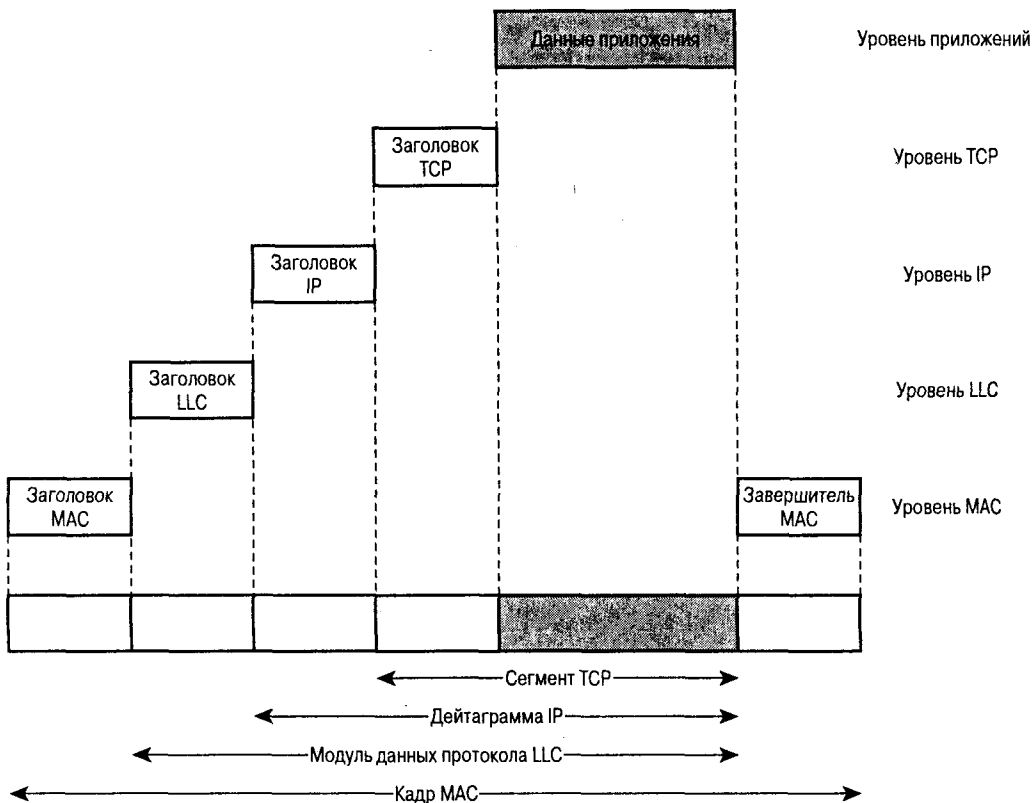 Данные приложения
Уровень приложений
Заголовок
TCP
Уровень TCP
Заголовок
IP
Уровень IP
Заголовок
LLC
Уровень LLC
Заголовок
MAC
Завершитель
MAC
Уровень MAC
Сегмент TCP
Дейтаграмма IP
Модуль данных протокола LLC
Кадр MAC